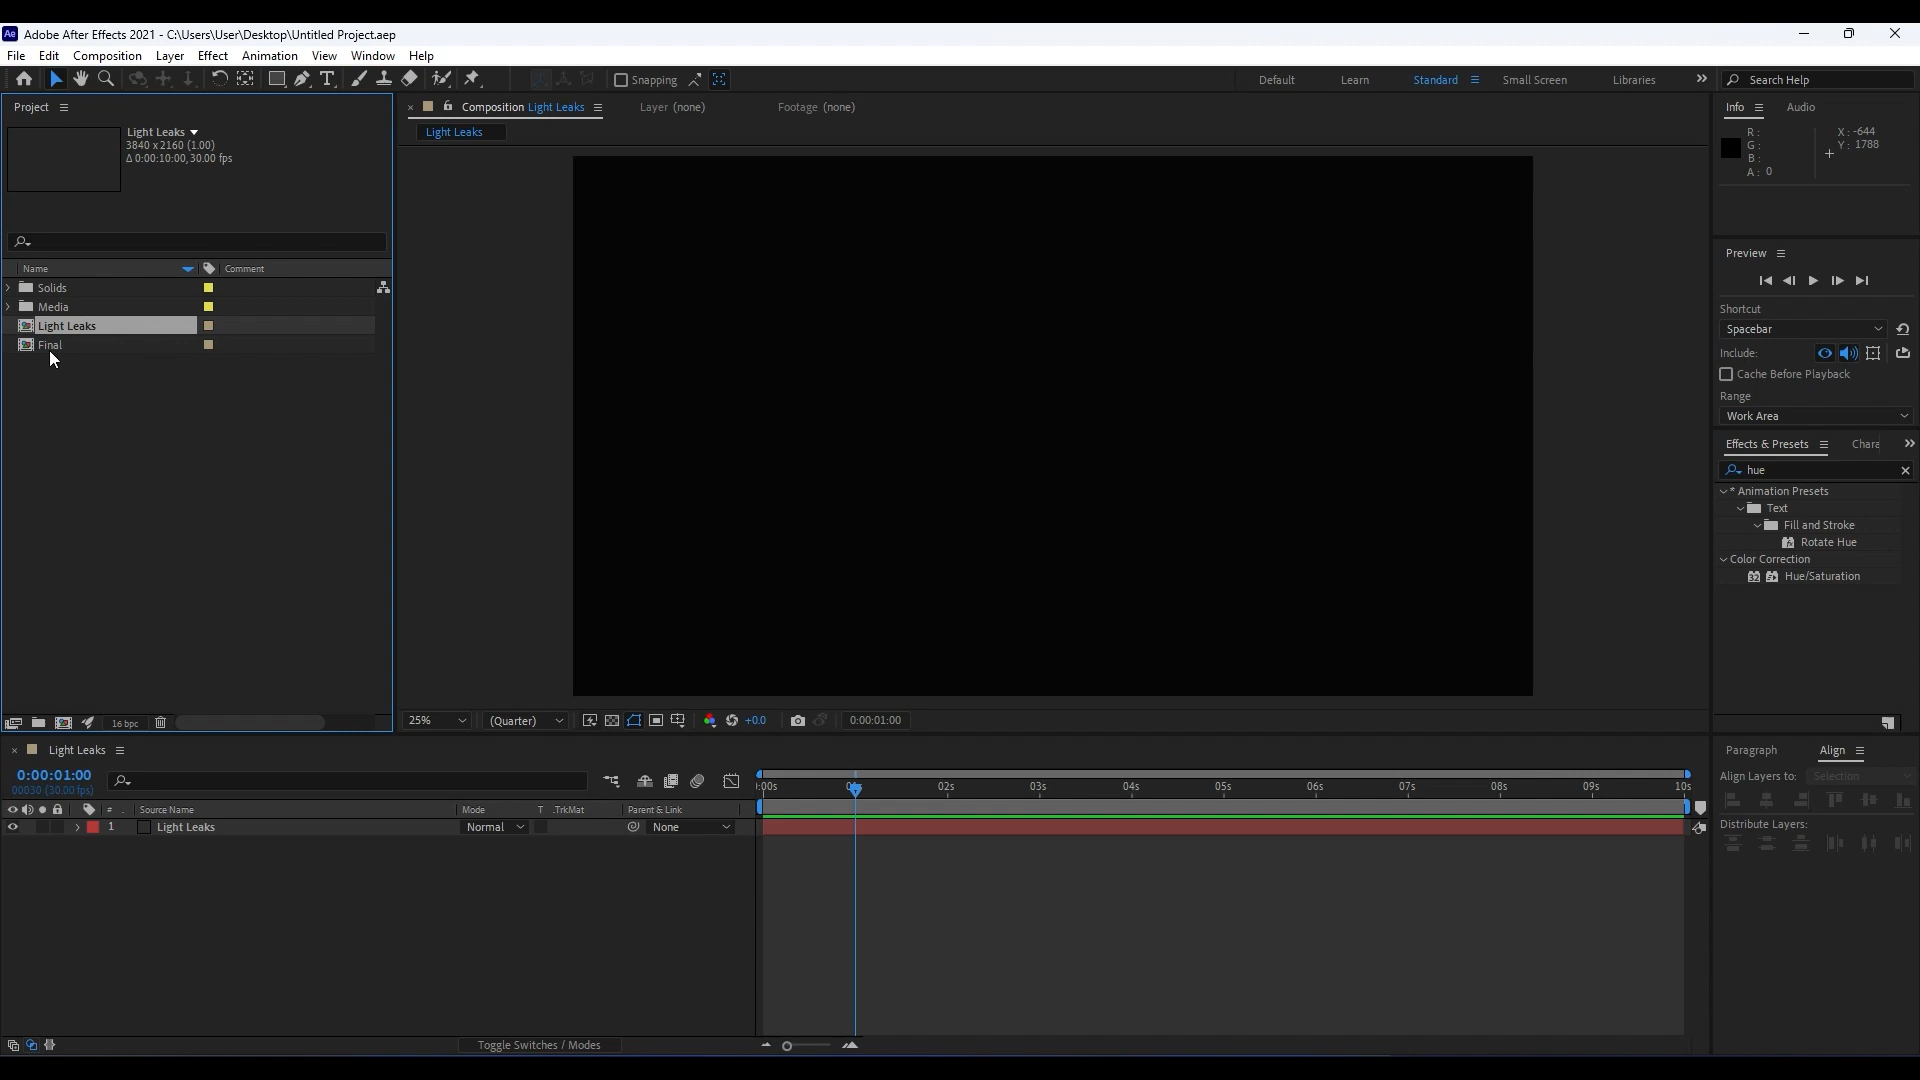 Ae Adobe After Effects 2021 - C:\Users\User\Desktop\Untitled Project.aep
File Edit Composition Layer Effect Animation View Window Help
Snapping Default Learn Standard Small Screen Libraries Search Help
Project
Light Leaks
3840 x 2160 (1.00)
Δ 0:00:10:00, 30.00 fps
Name Comment
Solids
Media
Light Leaks
Final
16 bpc
Composition Light Leaks Layer (none) Footage (none)
Light Leaks
25% (Quarter) +0.0 0:00:01:00
Info Audio
R: X: -644
G: Y: 1788
B:
A: 0
Preview
Shortcut
Spacebar
Include:
Cache Before Playback
Range
Work Area
Effects & Presets Chara
hue
* Animation Presets
Text
Fill and Stroke
Rotate Hue
Color Correction
32 Hue/Saturation
Light Leaks
0:00:01:00
00030 (30.00 fps)
# Source Name Mode T .TrkMat Parent & Link
1 Light Leaks Normal None
:00s 02s 03s 04s 05s 06s 07s 08s 09s 10s
Toggle Switches / Modes
Paragraph Align
Align Layers to: Selection
Distribute Layers: